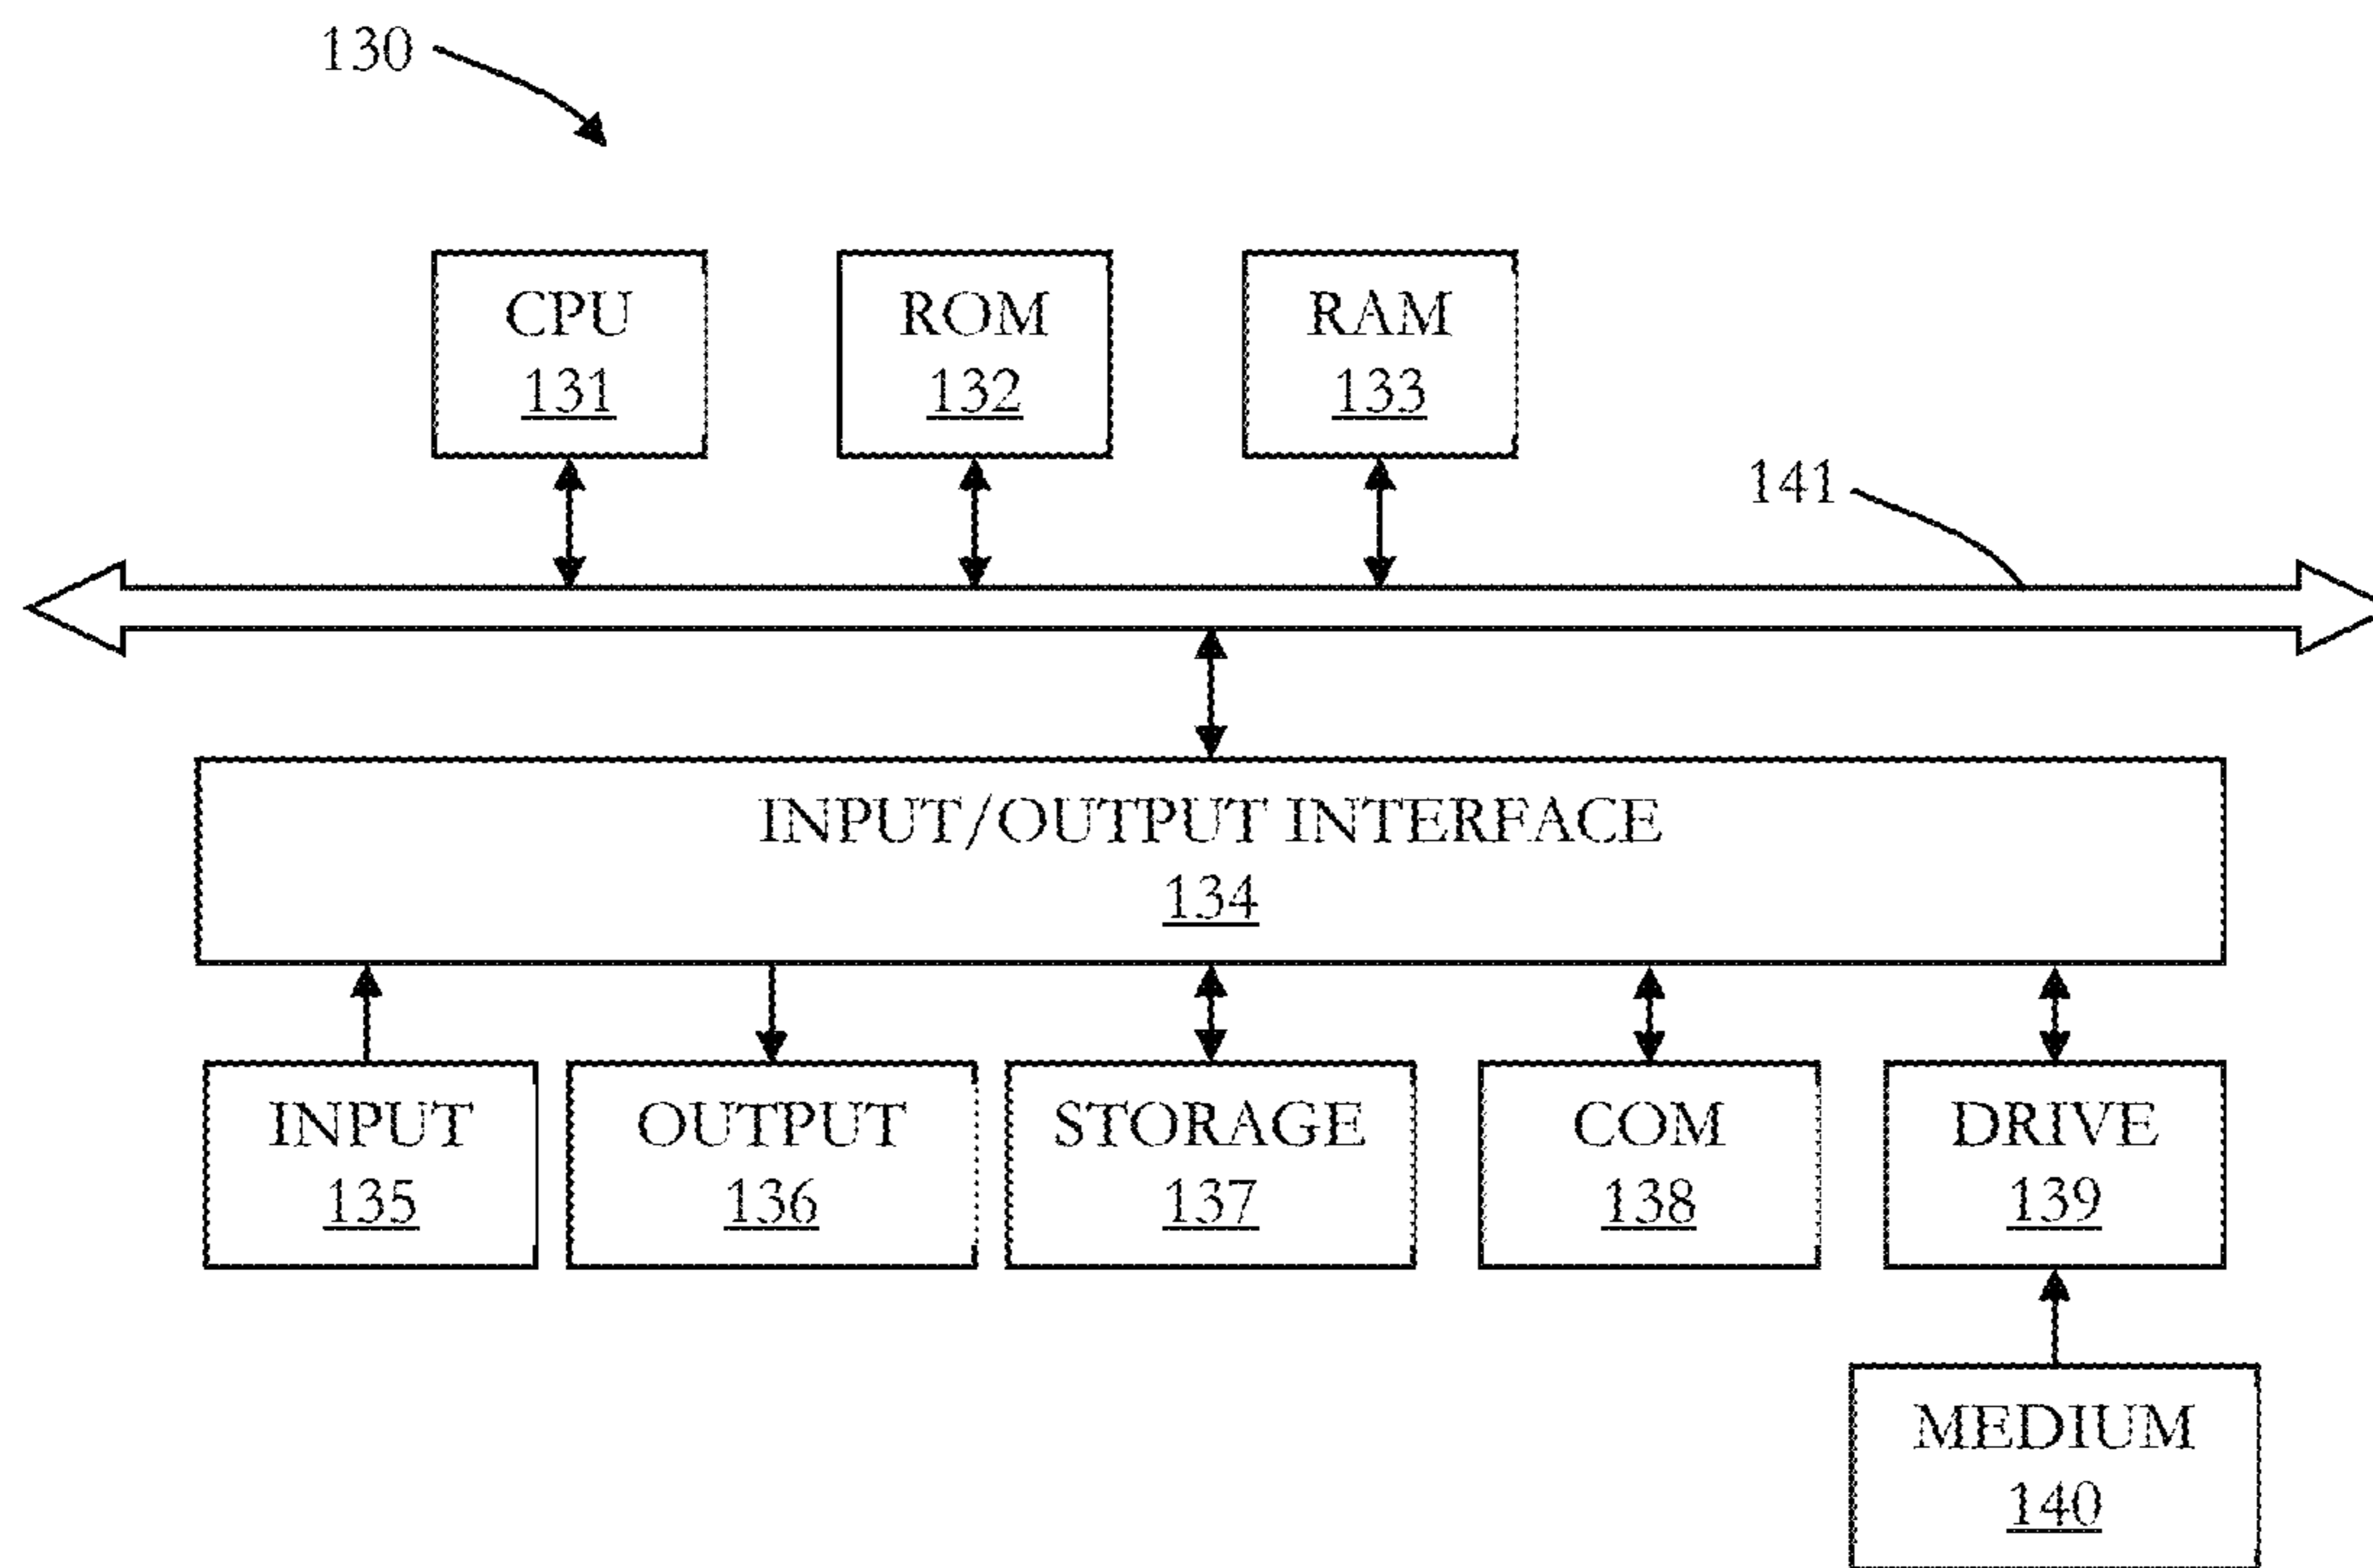 130
CPU
131
ROM
132
RAM
133
141
INPUT/OUTPUT INTERFACE
134
INPUT
135
OUTPUT
136
STORAGE
137
COM
138
DRIVE
139
MEDIUM
140